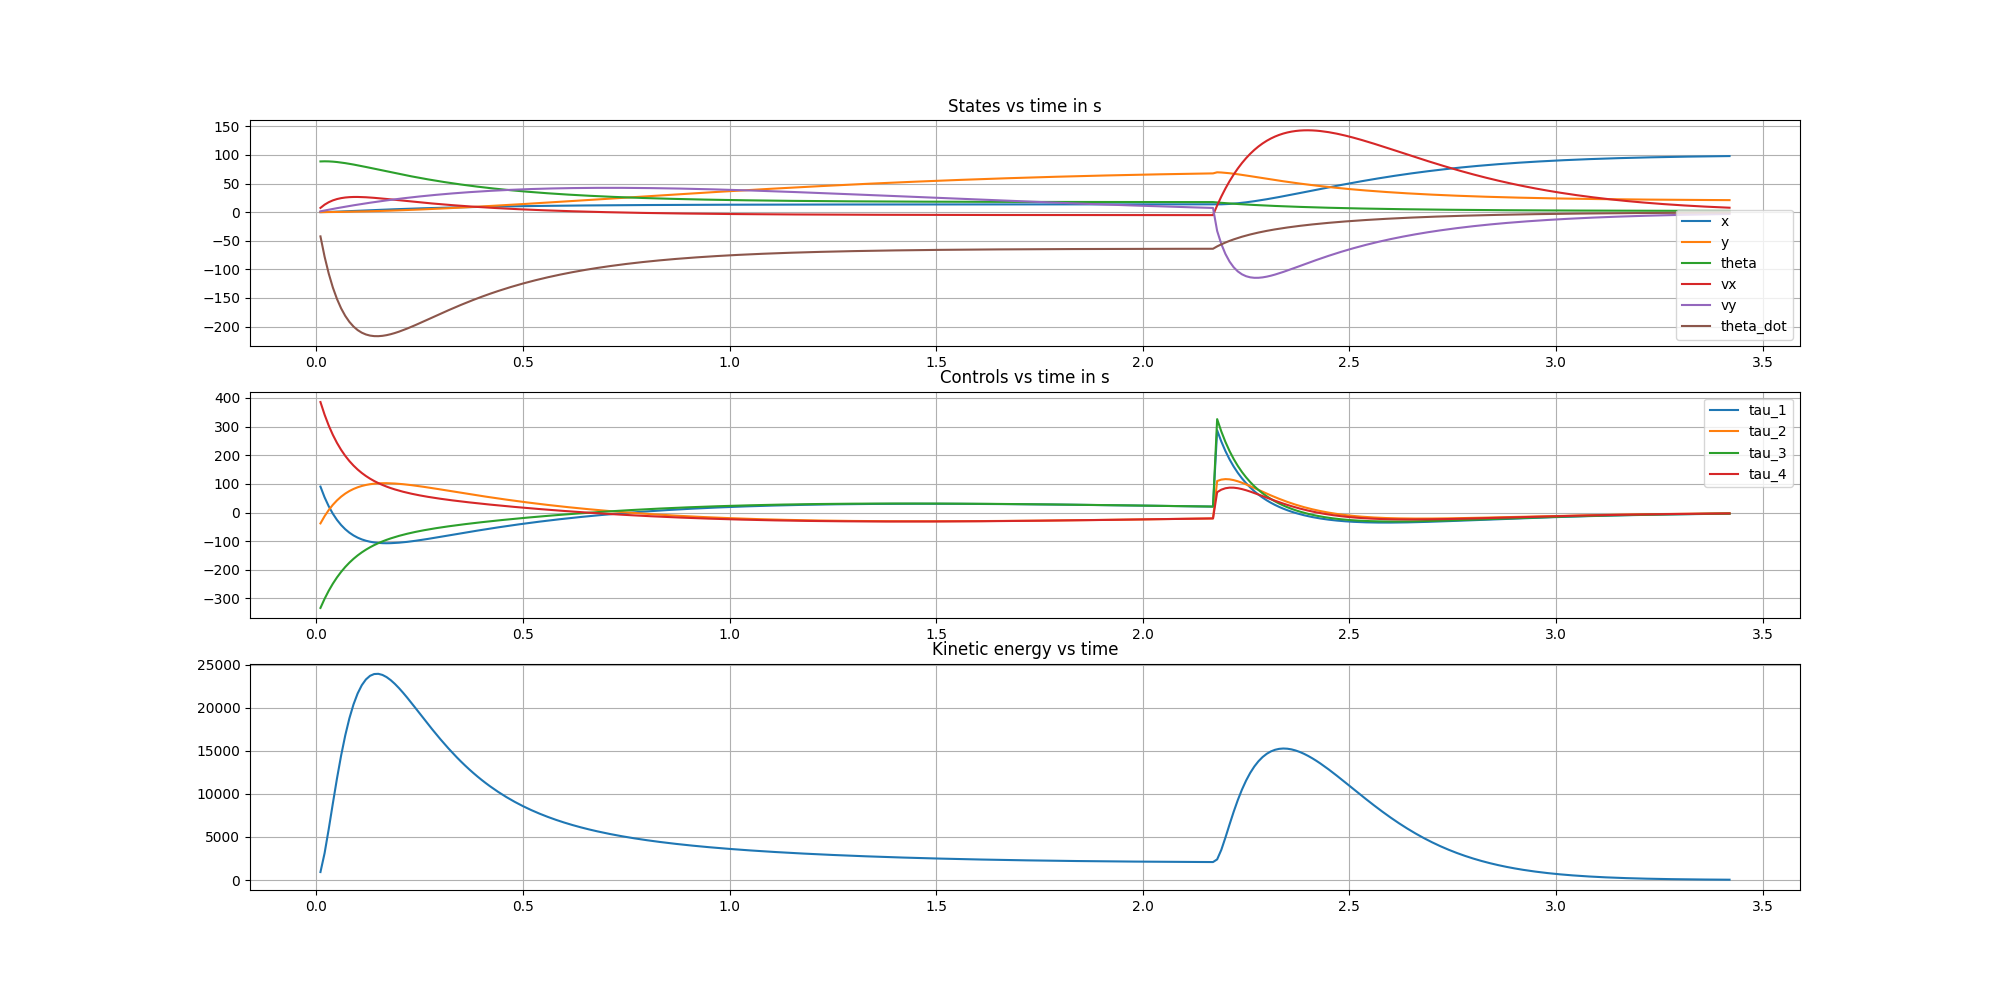 States vs time in s
150
100
50
0
−50
−100
−150
−200
0.0 0.5 1.0 1.5 2.0 2.5 3.0 3.5
x
y
theta
vx
vy
theta_dot
Controls vs time in s
400
300
200
100
0
−100
−200
−300
0.0 0.5 1.0 1.5 2.0 2.5 3.0 3.5
tau_1
tau_2
tau_3
tau_4
Kinetic energy vs time
25000
20000
15000
10000
5000
0
0.0 0.5 1.0 1.5 2.0 2.5 3.0 3.5